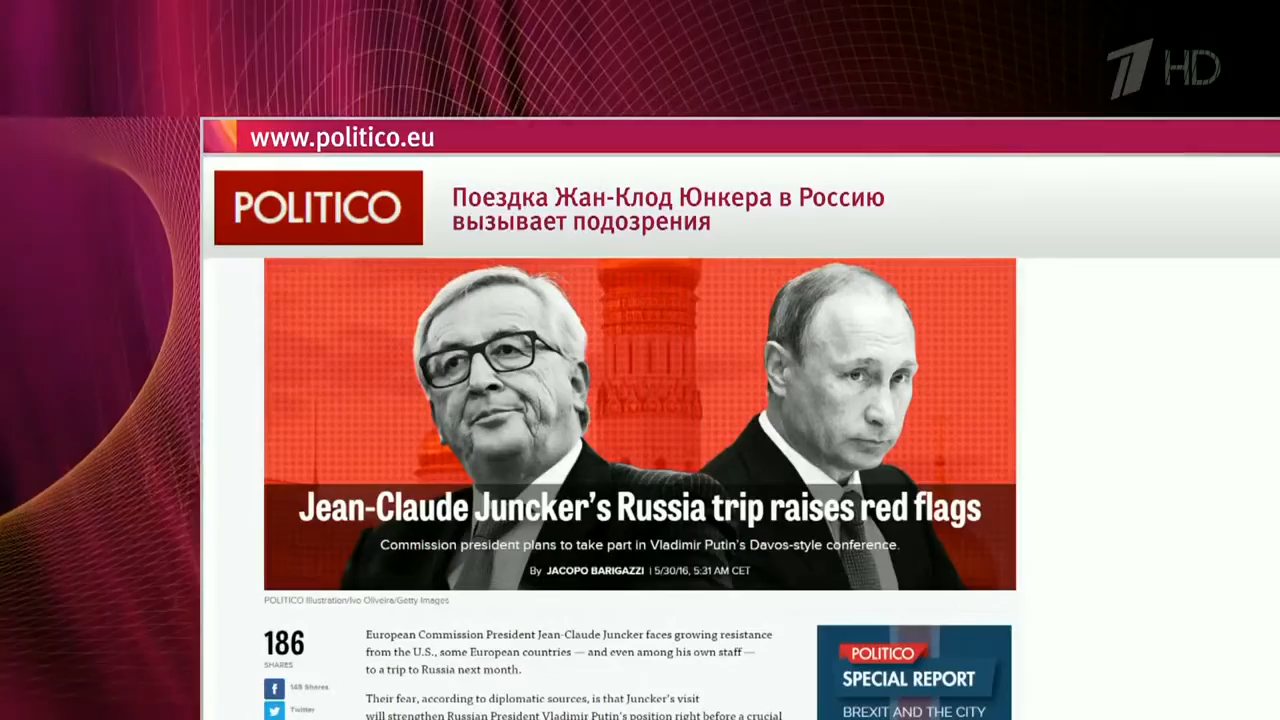 1 HD
www.politico.eu
POLITICO
Поездка Жан-Клод Юнкера в Россию
вызывает подозрения
Jean-Claude Juncker's Russia trip raises red flags
Commission president plans to take part in Vladimir Putin's Davos-style conference.
By JACOPO BARIGAZZI | 5/30/16, 5:31 AM CET
POLITICO Illustration/Ivo Oliveira/Getty Images
186
SHARES
f 148 Shares
Twitter
European Commission President Jean-Claude Juncker faces growing resistance
from the U.S., some European countries — and even among his own staff —
to a trip to Russia next month.
Their fear, according to diplomatic sources, is that Juncker's visit
will strengthen Russian President Vladimir Putin's position right before a crucial
POLITICO
SPECIAL REPORT
BREXIT AND THE CITY